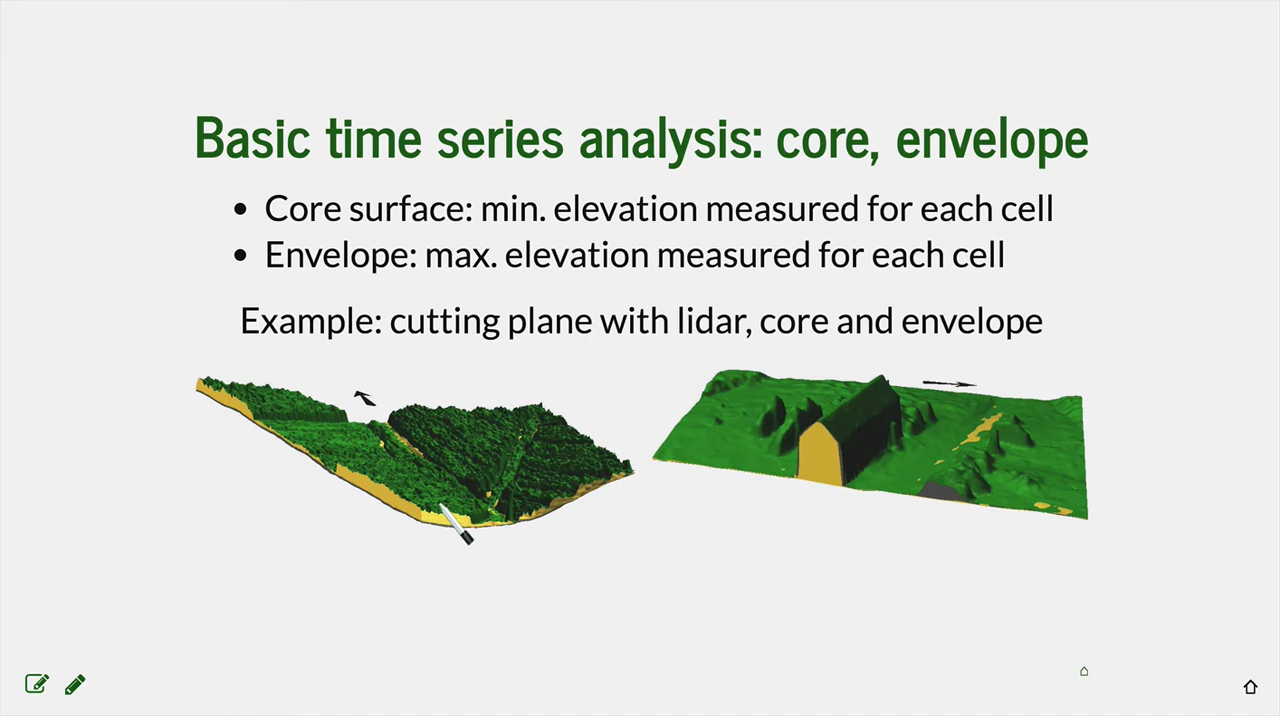 Basic time series analysis: core, envelope
• Core surface: min. elevation measured for each cell
• Envelope: max. elevation measured for each cell
Example: cutting plane with lidar, core and envelope